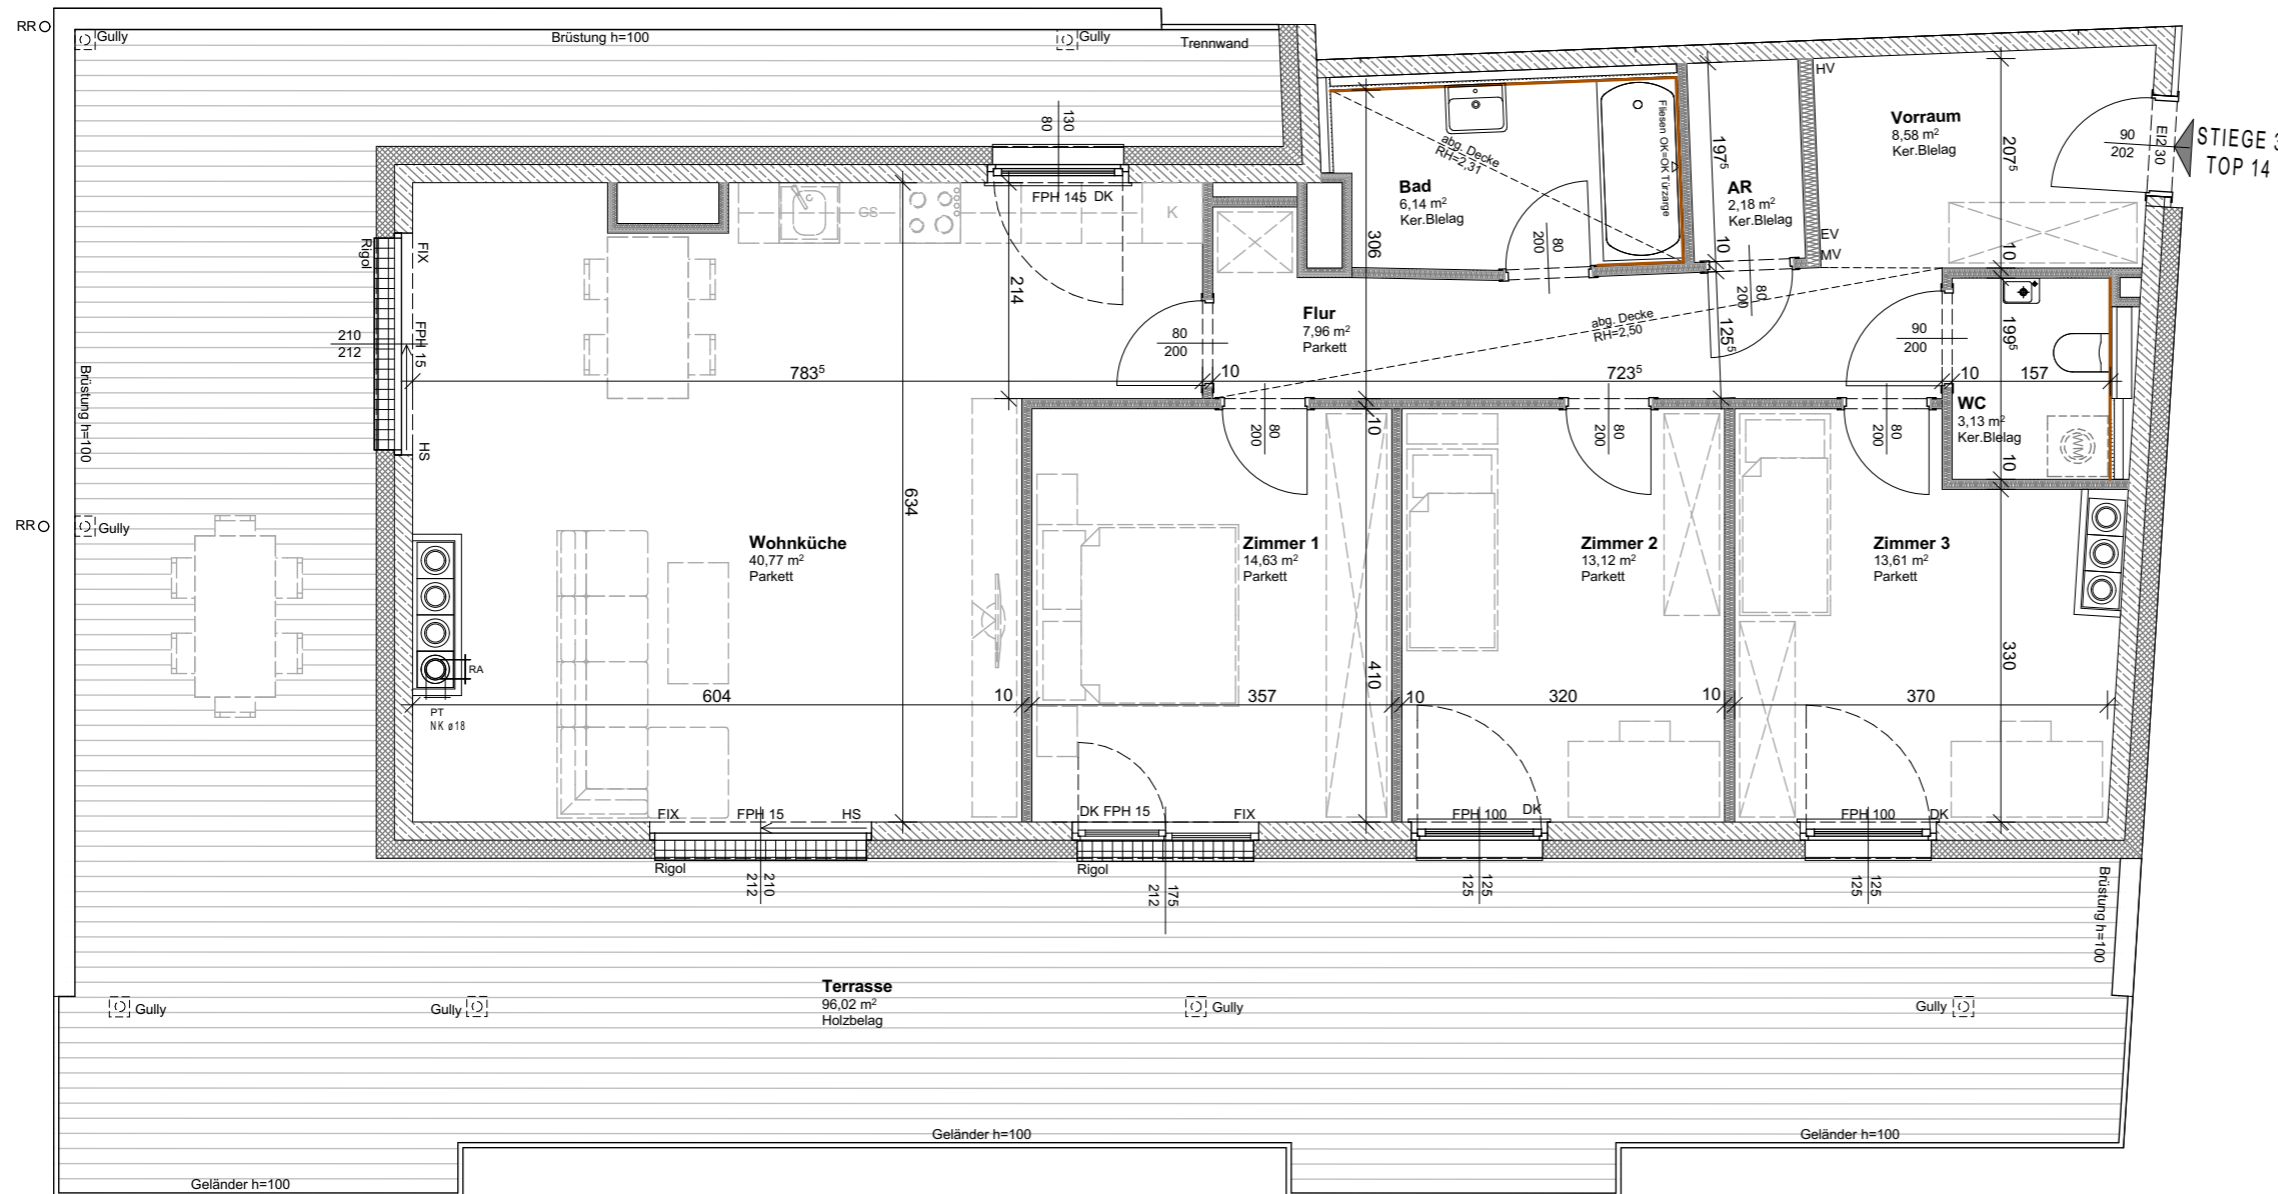 RR
Gully
Brüstung h=100
Gully
Trennwand
130
80
HV
Vorraum
8,58 m²
Ker.Blelag
207⁵
90
202
EI2 30
STIEGE 3
TOP 14
abg. Decke
RH=2,31
Fliesen OK=OK Türzarge
197⁵
Bad
6,14 m²
Ker.Blelag
AR
2,18 m²
Ker.Blelag
FPH 145
DK
GS
K
306
80
200
10
EV
MV
80
200
10
Rigol
FIX
FPH 15
HS
210
212
214
Flur
7,96 m²
Parkett
80
200
abg. Decke
RH=2,50
125⁵
90
200
199⁵
783⁵
10
723⁵
10
157
Brüstung h=100
WC
3,13 m²
Ker.Blelag
WM
10
80
200
10
80
200
80
200
634
RR
Gully
Wohnküche
40,77 m²
Parkett
Zimmer 1
14,63 m²
Parkett
Zimmer 2
13,12 m²
Parkett
Zimmer 3
13,61 m²
Parkett
RA
PT
NK ø18
410
330
604
10
357
10
320
10
370
FIX
FPH 15
HS
DK FPH 15
FIX
FPH 100
DK
FPH 100
DK
Rigol
210
212
Rigol
175
212
125
125
125
125
Brüstung h=100
Terrasse
96,02 m²
Holzbelag
Gully
Gully
Gully
Gully
Geländer h=100
Geländer h=100
Geländer h=100